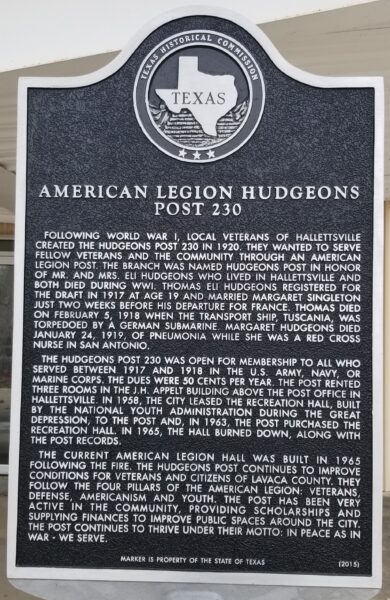 TEXAS HISTORICAL COMMISSION
TEXAS
AMERICAN LEGION HUDGEONS
POST 230
FOLLOWING WORLD WAR I, LOCAL VETERANS OF HALLETTSVILLE
CREATED THE HUDGEONS POST 230 IN 1920. THEY WANTED TO SERVE
FELLOW VETERANS AND THE COMMUNITY THROUGH AN AMERICAN
LEGION POST. THE BRANCH WAS NAMED HUDGEONS POST IN HONOR
OF MR. AND MRS. ELI HUDGEONS WHO LIVED IN HALLETTSVILLE AND
BOTH DIED DURING WWI. THOMAS ELI HUDGEONS REGISTERED FOR
THE DRAFT IN 1917 AT AGE 19 AND MARRIED MARGARET SINGLETON
JUST TWO WEEKS BEFORE HIS DEPARTURE FOR FRANCE. THOMAS DIED
ON FEBRUARY 5, 1918 WHEN THE TRANSPORT SHIP, TUSCANIA, WAS
TORPEDOED BY A GERMAN SUBMARINE. MARGARET HUDGEONS DIED
JANUARY 24, 1919, OF PNEUMONIA WHILE SHE WAS A RED CROSS
NURSE IN SAN ANTONIO.
THE HUDGEONS POST 230 WAS OPEN FOR MEMBERSHIP TO ALL WHO
SERVED BETWEEN 1917 AND 1918 IN THE U.S. ARMY, NAVY, OR
MARINE CORPS. THE DUES WERE 50 CENTS PER YEAR. THE POST RENTED
THREE ROOMS IN THE J.H. APPELT BUILDING ABOVE THE POST OFFICE IN
HALLETTSVILLE. IN 1958, THE CITY LEASED THE RECREATION HALL, BUILT
BY THE NATIONAL YOUTH ADMINISTRATION DURING THE GREAT
DEPRESSION, TO THE POST AND, IN 1963, THE POST PURCHASED THE
RECREATION HALL. IN 1965, THE HALL BURNED DOWN, ALONG WITH
THE POST RECORDS.
THE CURRENT AMERICAN LEGION HALL WAS BUILT IN 1965
FOLLOWING THE FIRE. THE HUDGEONS POST CONTINUES TO IMPROVE
CONDITIONS FOR VETERANS AND CITIZENS OF LAVACA COUNTY. THEY
FOLLOW THE FOUR PILLARS OF THE AMERICAN LEGION: VETERANS,
DEFENSE, AMERICANISM AND YOUTH. THE POST HAS BEEN VERY
ACTIVE IN THE COMMUNITY, PROVIDING SCHOLARSHIPS AND
SUPPLYING FINANCES TO IMPROVE PUBLIC SPACES AROUND THE CITY.
THE POST CONTINUES TO THRIVE UNDER THEIR MOTTO: IN PEACE AS IN
WAR - WE SERVE.
(2015)
MARKER IS PROPERTY OF THE STATE OF TEXAS